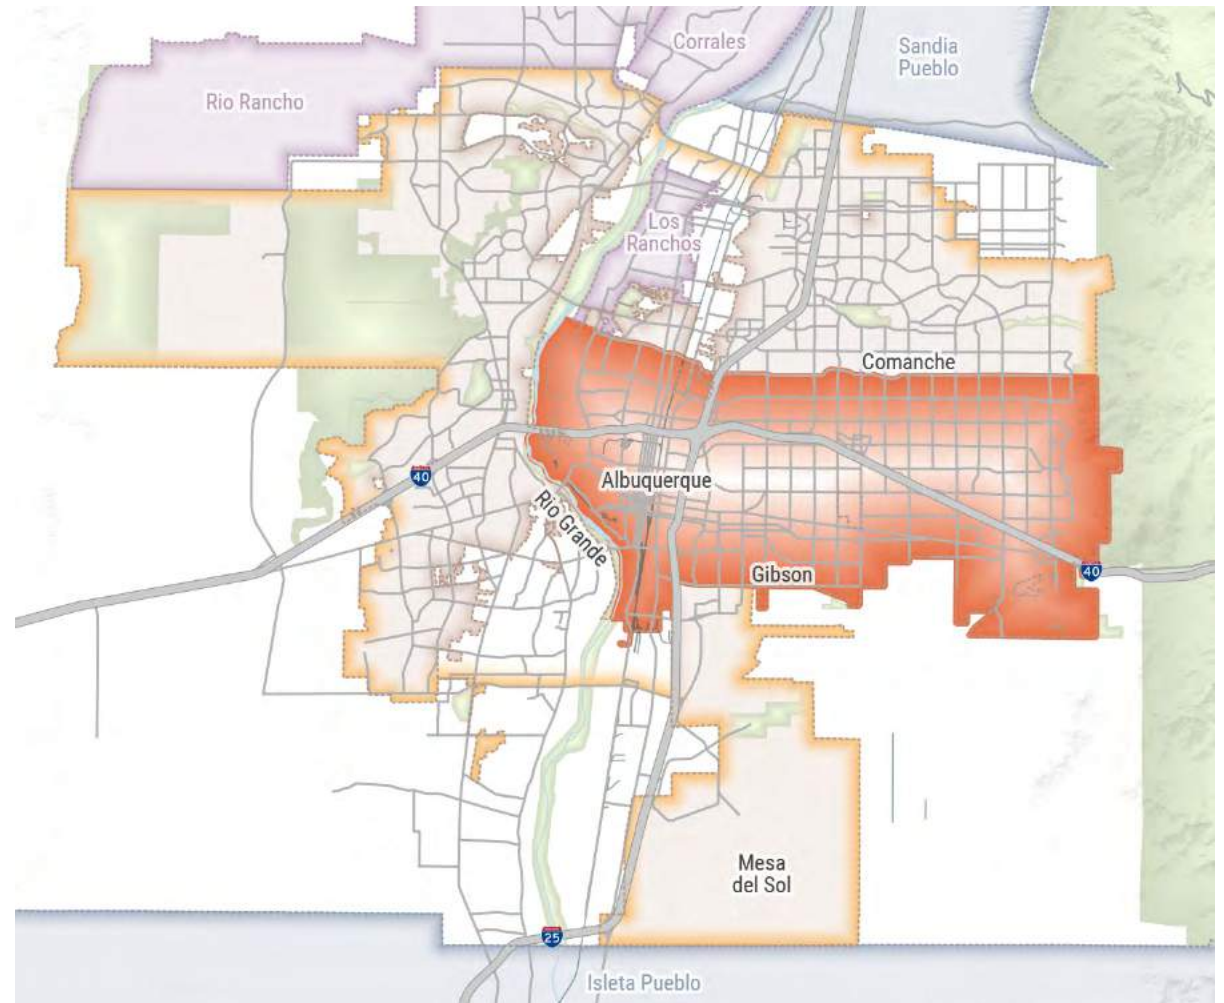 Corrales
Sandia
Pueblo
Rio Rancho
Los
Ranchos
Comanche
40
Albuquerque
Rio Grande
Gibson
40
Mesa
del Sol
25
Isleta Pueblo